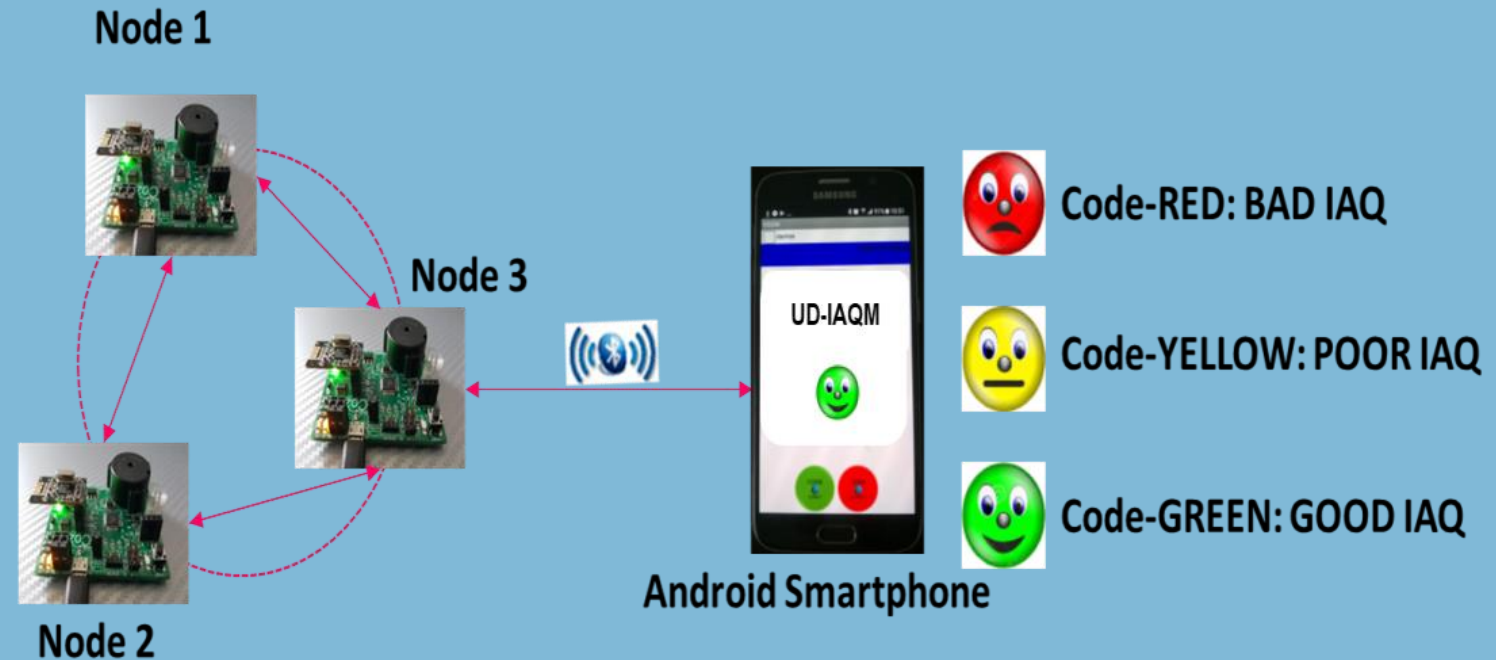 Node 1
Node 3
Node 2
SAMSUNG
UD-IAQM
Android Smartphone
Code-RED: BAD IAQ
Code-YELLOW: POOR IAQ
Code-GREEN: GOOD IAQ